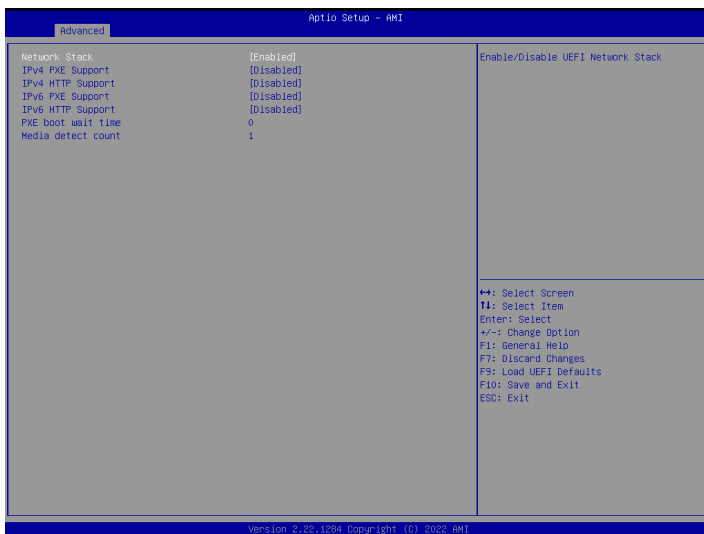 Aptio Setup – AMI
Advanced
Network Stack [Enabled]
IPv4 PXE Support [Disabled]
IPv4 HTTP Support [Disabled]
IPv6 PXE Support [Disabled]
IPv6 HTTP Support [Disabled]
PXE boot wait time 0
Media detect count 1
Enable/Disable UEFI Network Stack
↔: Select Screen
↑↓: Select Item
Enter: Select
+/-: Change Option
F1: General Help
F7: Discard Changes
F9: Load UEFI Defaults
F10: Save and Exit
ESC: Exit
Version 2.22.1284 Copyright (C) 2022 AMI